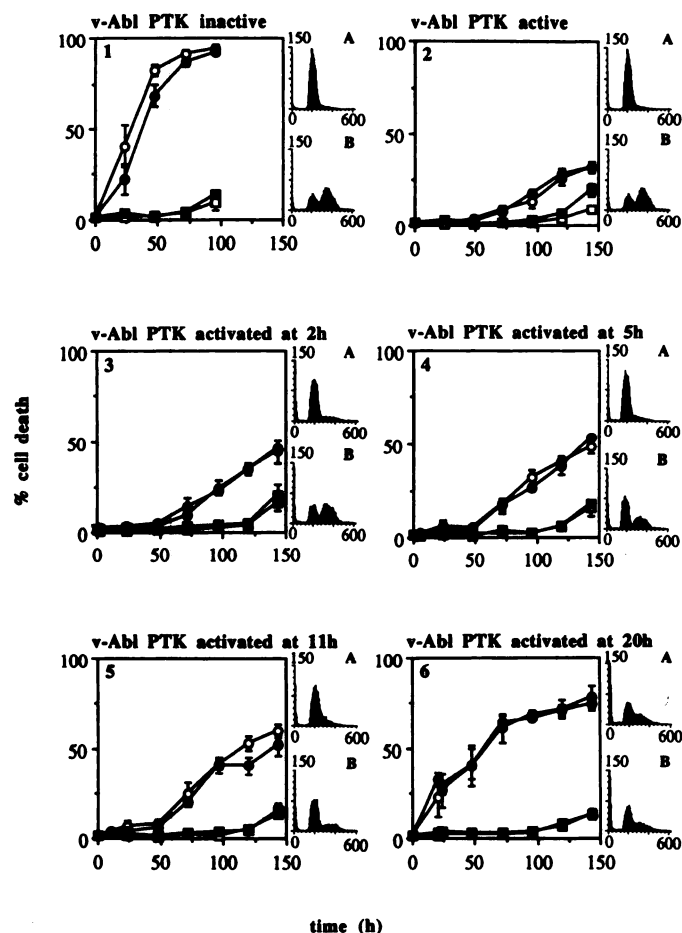 v-Abl PTK inactive
100
50
0
0 50 100 150
1
150 A
0 600
150 B
0 600
v-Abl PTK active
100
50
0
0 50 100 150
2
150 A
0 600
150 B
0 600
v-Abl PTK activated at 2h
100
50
0
0 50 100 150
3
150 A
0 600
150 B
0 600
v-Abl PTK activated at 5h
100
50
0
0 50 100 150
4
150 A
0 600
150 B
0 600
% cell death
v-Abl PTK activated at 11h
100
50
0
0 50 100 150
5
150 A
0 600
150 B
0 600
v-Abl PTK activated at 20h
100
50
0
0 50 100 150
6
150 A
0 600
150 B
0 600
time (h)